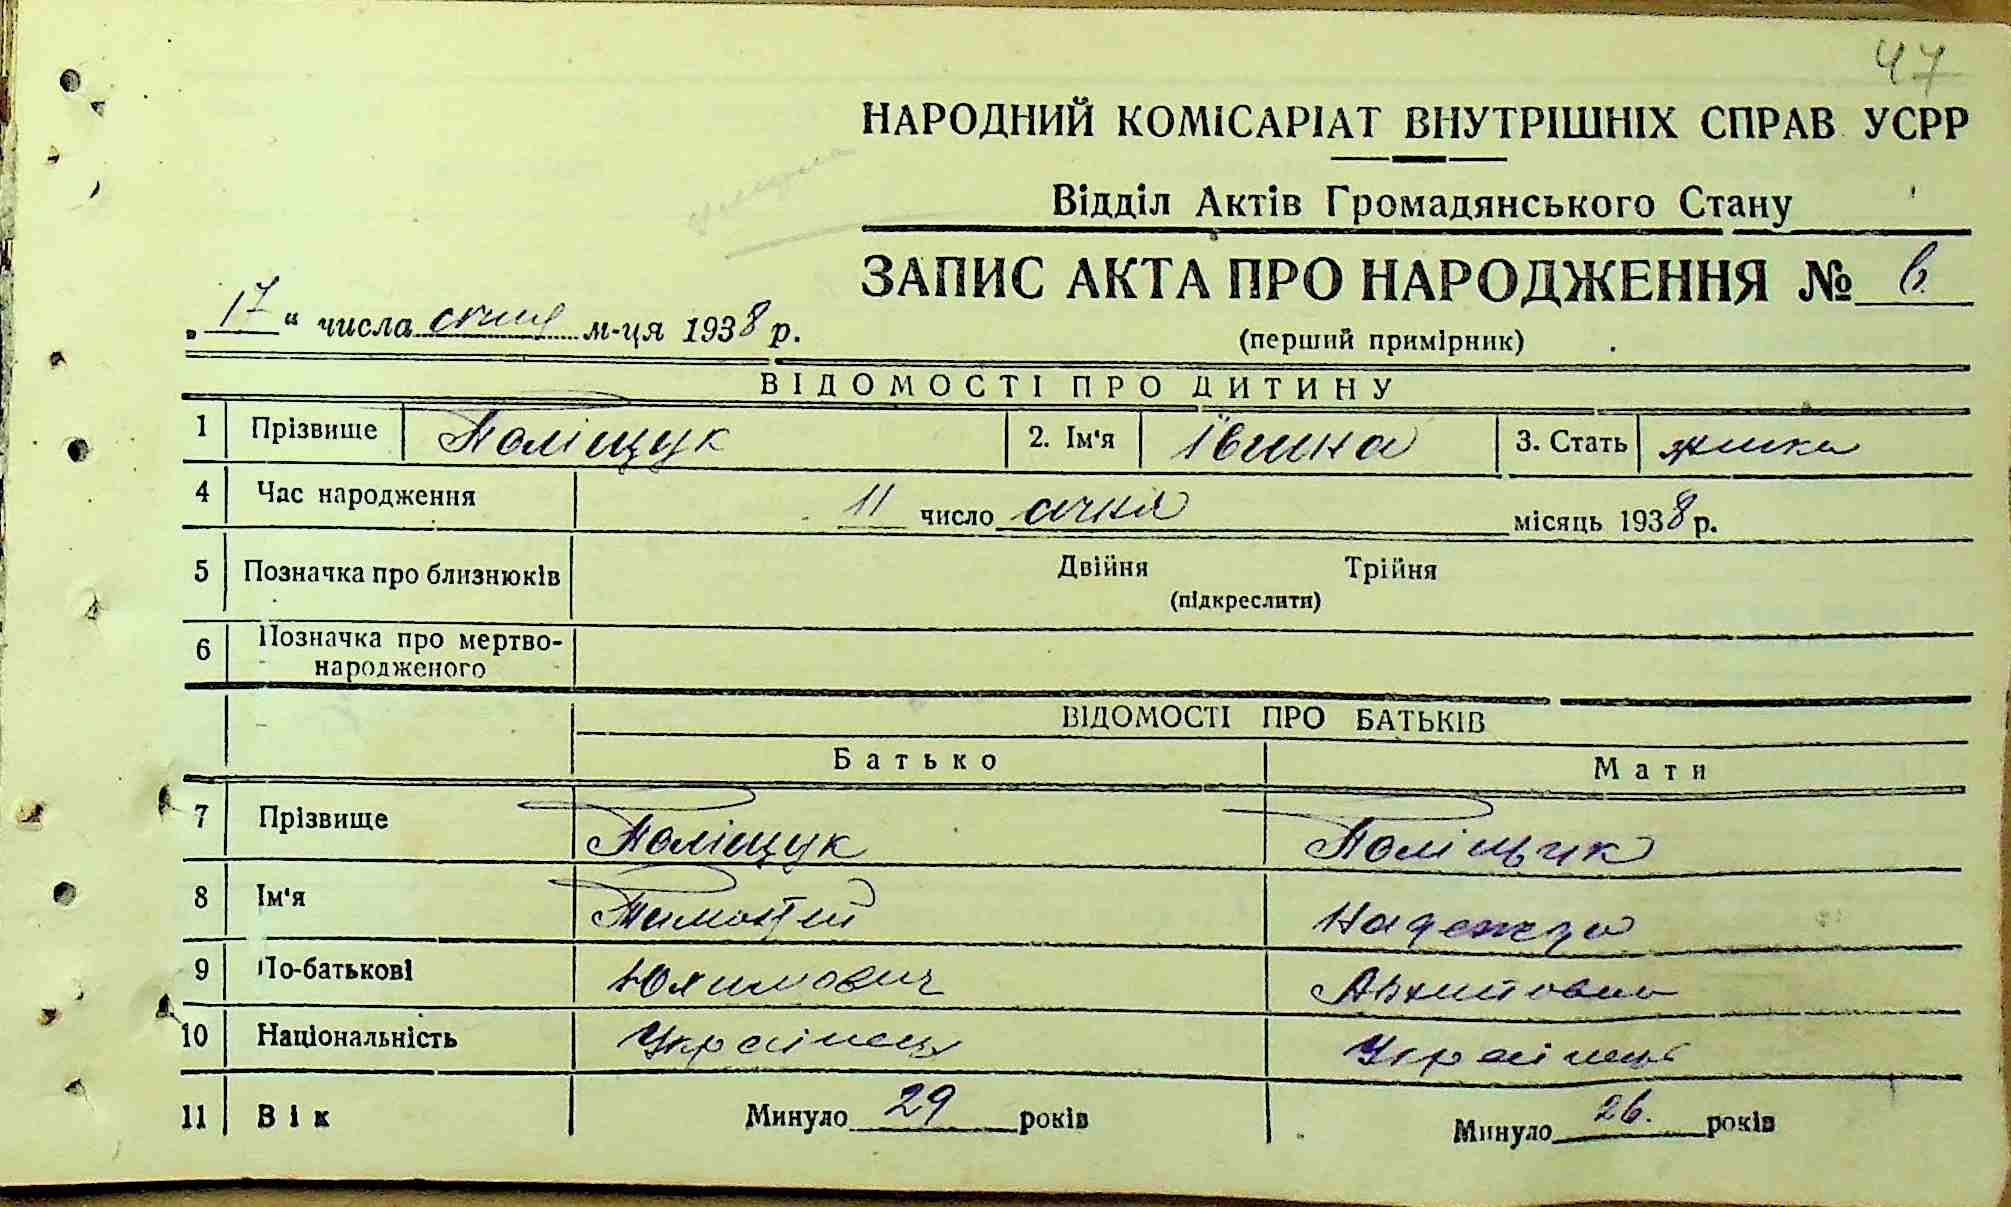 47
НАРОДНИЙ КОМІСАРІАТ ВНУТРІШНІХ СПРАВ УСРР
Відділ Актів Громадянського Стану
ЗАПИС АКТА ПРО НАРОДЖЕННЯ № 6.
„17“ числа січня м-ця 1938 р.
(перший примірник)
ВІДОМОСТІ ПРО ДИТИНУ
1 Прізвище Поліщук 2. Ім'я 3. Стать жінка
4 Час народження 11 число січня місяць 1938 р.
5 Позначка про близнюків Двійня Трійня
(підкреслити)
6 Позначка про мертво-
народженого
ВІДОМОСТІ ПРО БАТЬКІВ
Батько Мати
7 Прізвище Поліщук Поліщук
8 Ім'я Тимофій Надежда
9 По-батькові Юхимович
10 Національність Українець Українець
11 Вік Минуло 29 років Минуло 26. років